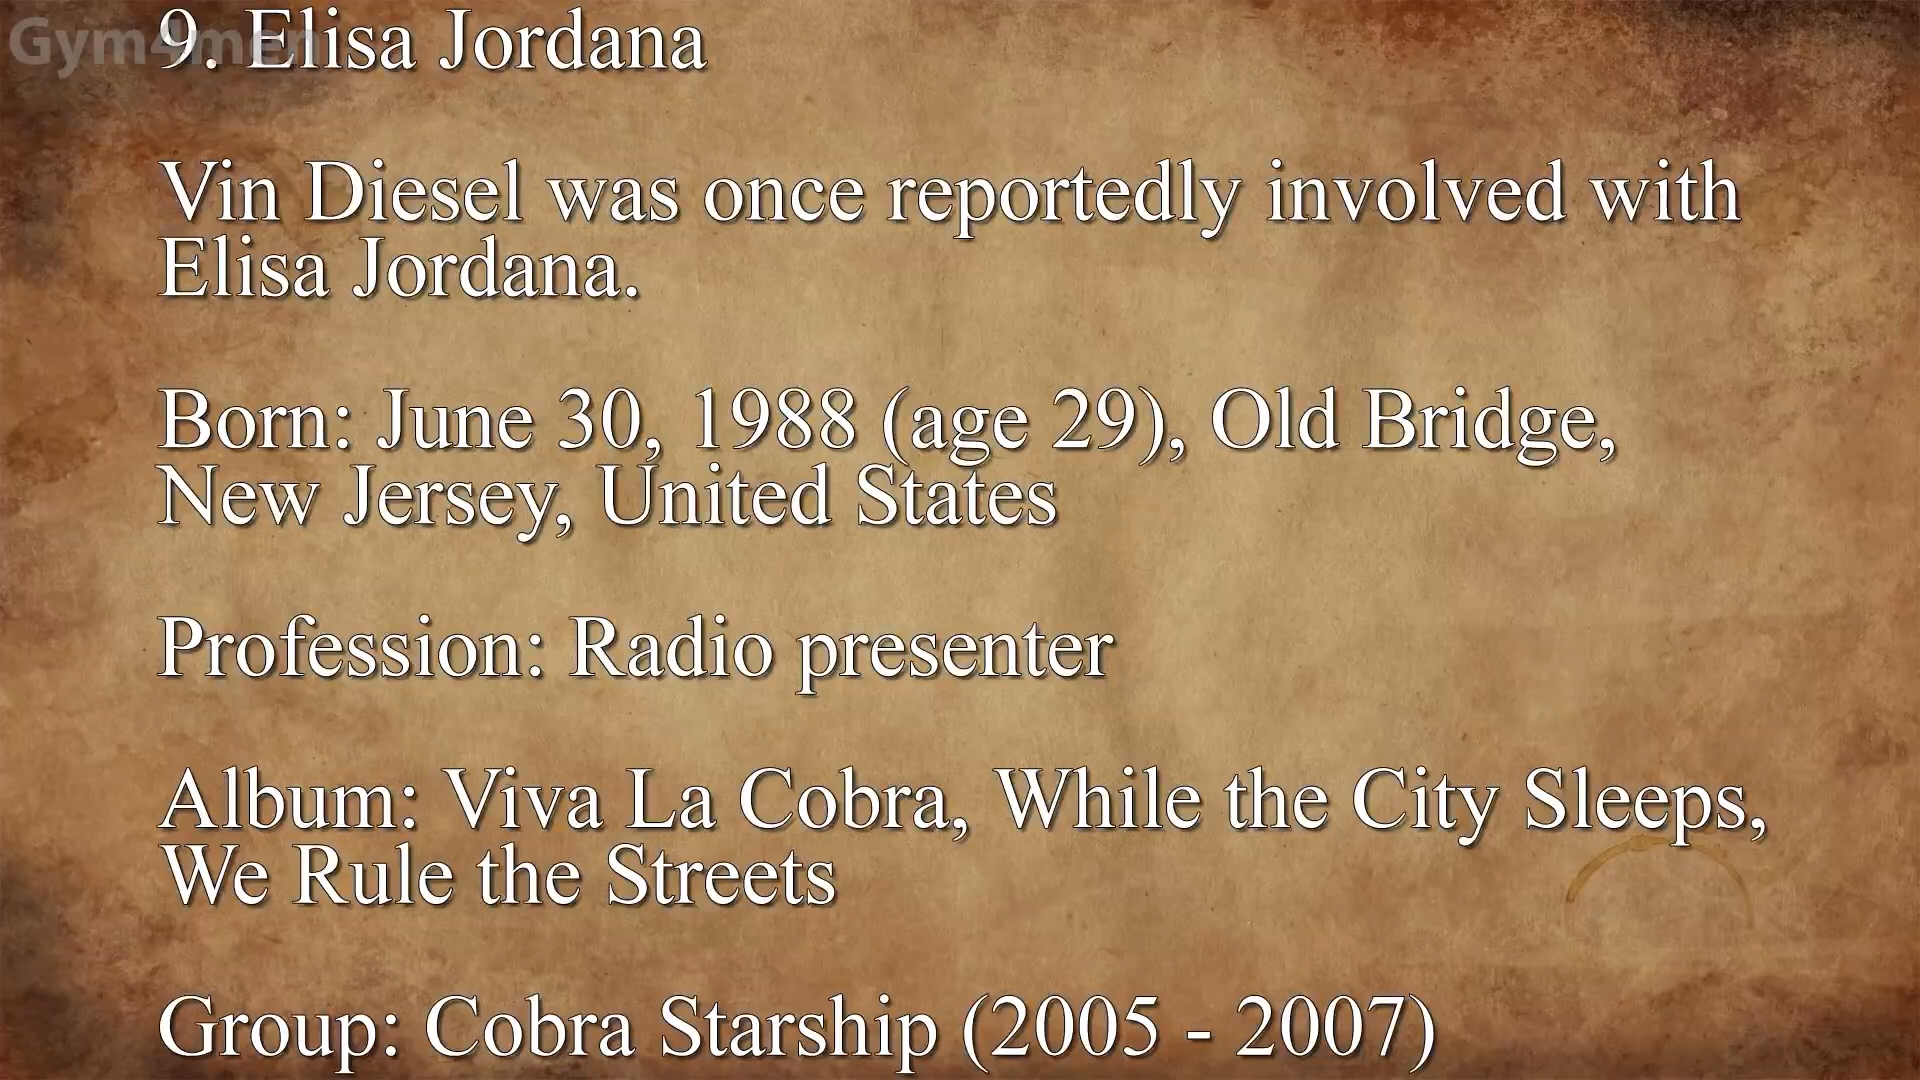 Gym4men
9. Elisa Jordana
Vin Diesel was once reportedly involved with
Elisa Jordana.
Born: June 30, 1988 (age 29), Old Bridge,
New Jersey, United States
Profession: Radio presenter
Album: Viva La Cobra, While the City Sleeps,
We Rule the Streets
Group: Cobra Starship (2005 - 2007)